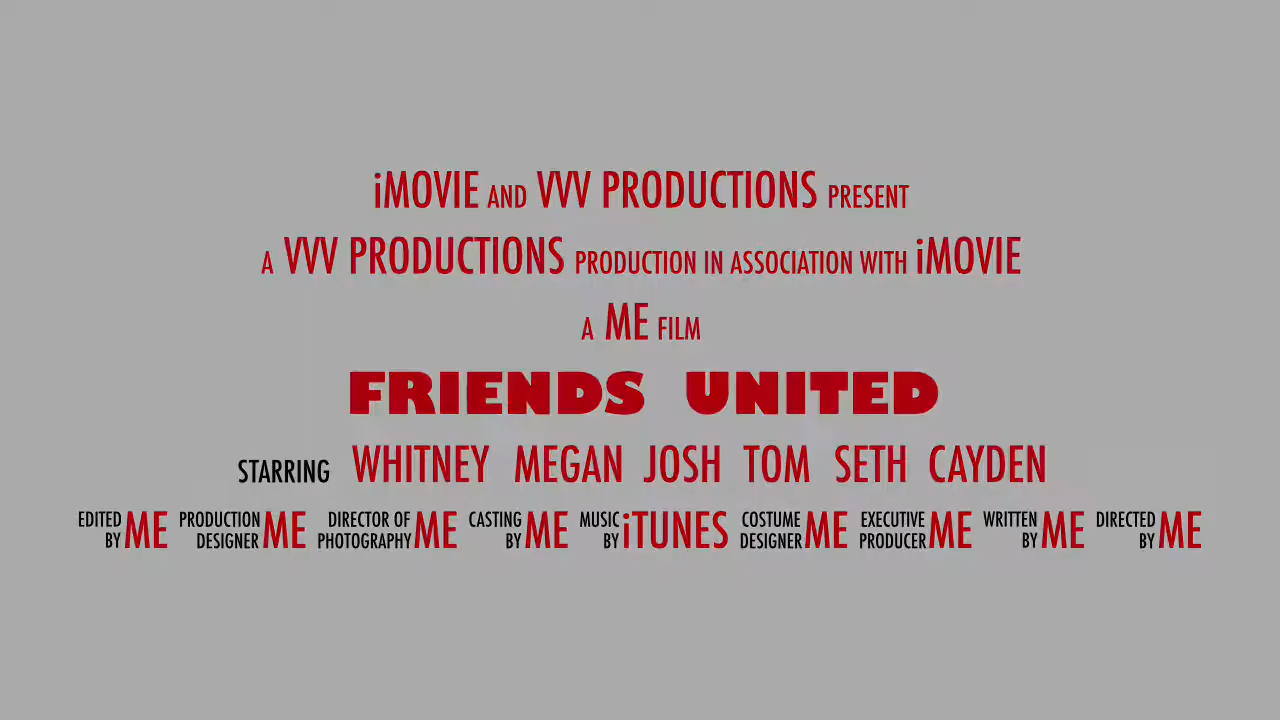 iMOVIE AND VVV PRODUCTIONS PRESENT
A VVV PRODUCTIONS PRODUCTION IN ASSOCIATION WITH iMOVIE
A ME FILM
FRIENDS UNITED
STARRING WHITNEY MEGAN JOSH TOM SETH CAYDEN
EDITED BY ME PRODUCTION DESIGNER ME DIRECTOR OF PHOTOGRAPHY ME CASTING BY ME MUSIC BY iTUNES COSTUME DESIGNER ME EXECUTIVE PRODUCER ME WRITTEN BY ME DIRECTED BY ME